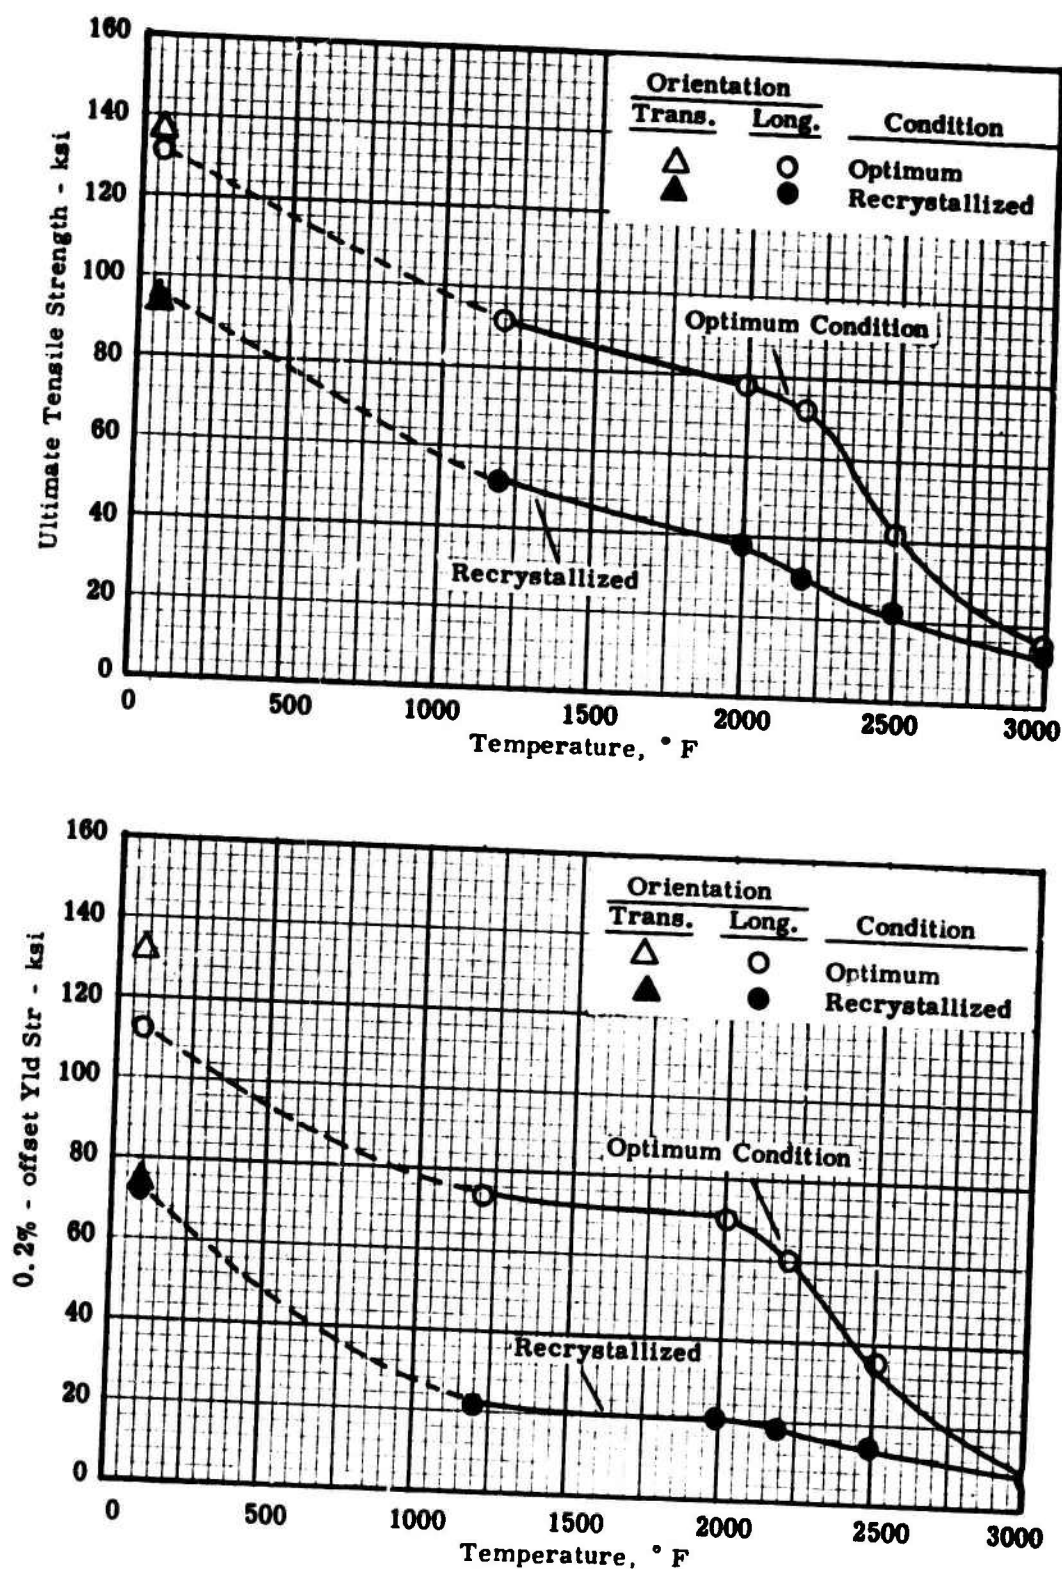 160
140
120
100
80
60
40
20
0
Ultimate Tensile Strength - ksi
Orientation
Trans. Long. Condition
Optimum
Recrystallized
Optimum Condition
Recrystallized
0 500 1000 1500 2000 2500 3000
Temperature, ° F
160
140
120
100
80
60
40
20
0
0.2% - offset Yld Str - ksi
Orientation
Trans. Long. Condition
Optimum
Recrystallized
Optimum Condition
Recrystallized
0 500 1000 1500 2000 2500 3000
Temperature, ° F